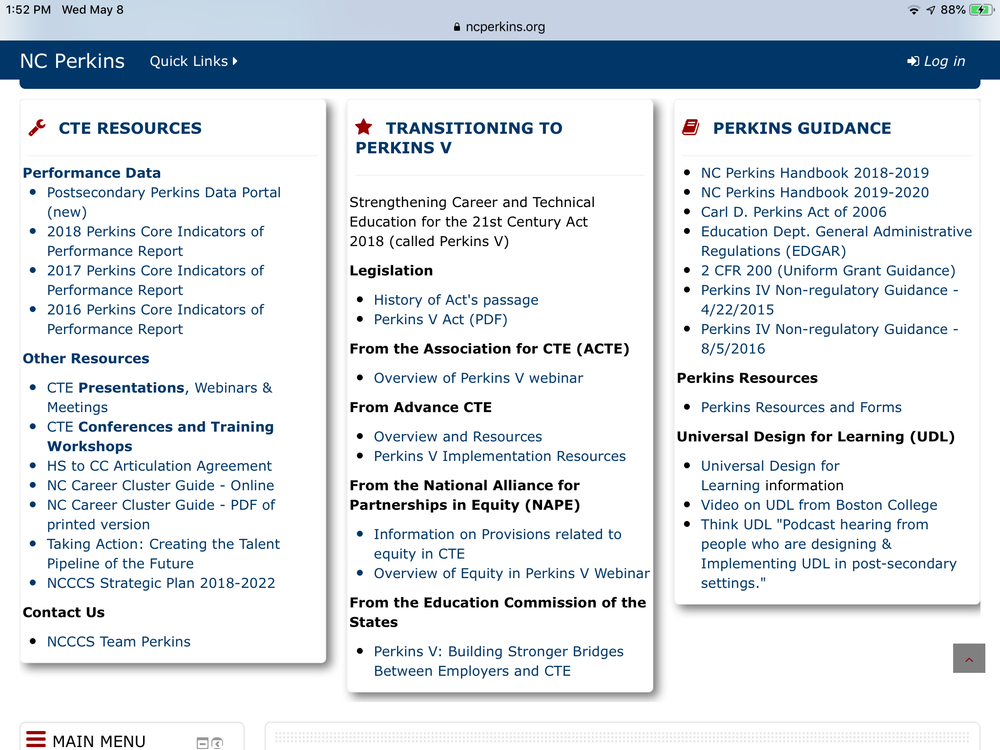 1:52 PM Wed May 8
88%
ncperkins.org
NC Perkins
Quick Links
Log in
CTE RESOURCES
Performance Data
Postsecondary Perkins Data Portal
(new)
2018 Perkins Core Indicators of
Performance Report
2017 Perkins Core Indicators of
Performance Report
2016 Perkins Core Indicators of
Performance Report
Other Resources
CTE Presentations, Webinars &
Meetings
CTE Conferences and Training
Workshops
HS to CC Articulation Agreement
NC Career Cluster Guide - Online
NC Career Cluster Guide - PDF of
printed version
Taking Action: Creating the Talent
Pipeline of the Future
NCCCS Strategic Plan 2018-2022
Contact Us
NCCCS Team Perkins
TRANSITIONING TO
PERKINS V
Strengthening Career and Technical
Education for the 21st Century Act
2018 (called Perkins V)
Legislation
History of Act's passage
Perkins V Act (PDF)
From the Association for CTE (ACTE)
Overview of Perkins V webinar
From Advance CTE
Overview and Resources
Perkins V Implementation Resources
From the National Alliance for
Partnerships in Equity (NAPE)
Information on Provisions related to
equity in CTE
Overview of Equity in Perkins V Webinar
From the Education Commission of the
States
Perkins V: Building Stronger Bridges
Between Employers and CTE
PERKINS GUIDANCE
NC Perkins Handbook 2018-2019
NC Perkins Handbook 2019-2020
Carl D. Perkins Act of 2006
Education Dept. General Administrative
Regulations (EDGAR)
2 CFR 200 (Uniform Grant Guidance)
Perkins IV Non-regulatory Guidance -
4/22/2015
Perkins IV Non-regulatory Guidance -
8/5/2016
Perkins Resources
Perkins Resources and Forms
Universal Design for Learning (UDL)
Universal Design for
Learning information
Video on UDL from Boston College
Think UDL "Podcast hearing from
people who are designing &
Implementing UDL in post-secondary
settings."
MAIN MENU